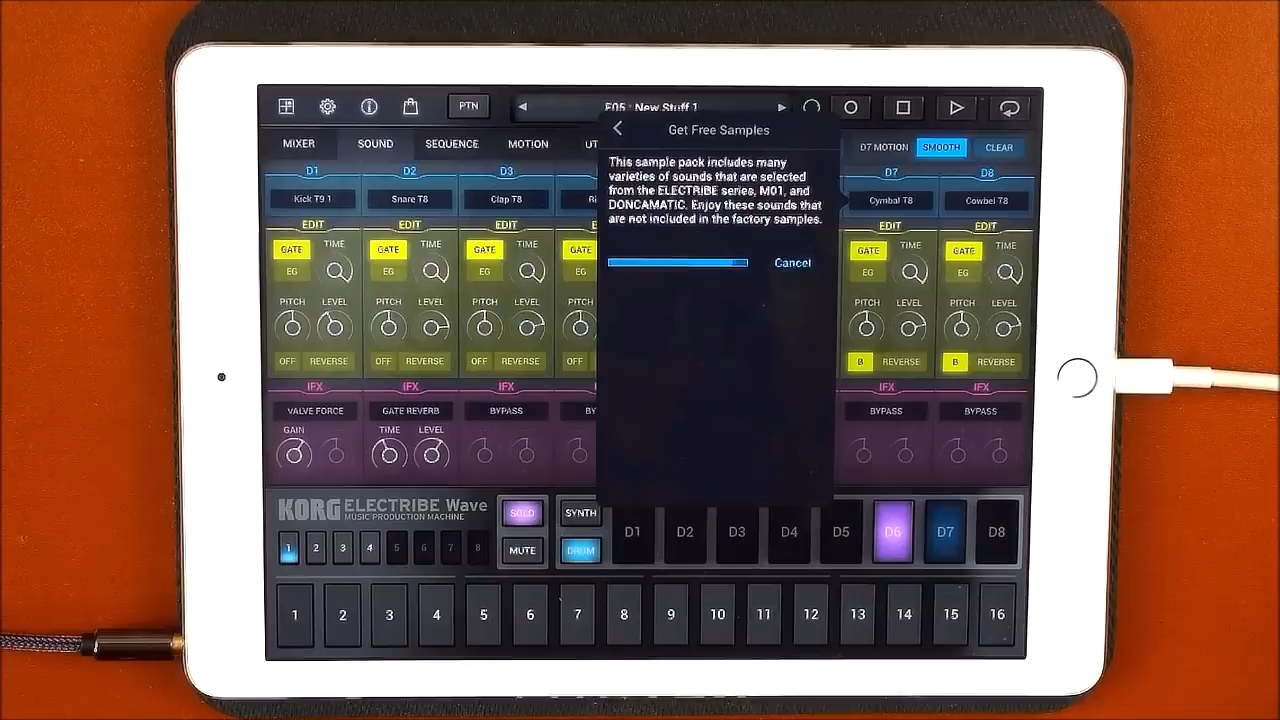 PTN
E05 : New Stuff 1
MIXER
SOUND
SEQUENCE
MOTION
UT
Get Free Samples
This sample pack includes many
varieties of sounds that are selected
from the ELECTRIBE series, M01, and
DONCAMATIC. Enjoy these sounds that
are not included in the factory samples.
Cancel
D7 MOTION
SMOOTH
CLEAR
D1
D2
D3
D7
D8
Kick T9 1
Snare T8
Clap T8
Ri
Cymbal T8
Cowbel T8
EDIT
EDIT
EDIT
EDIT
EDIT
GATE
TIME
GATE
TIME
GATE
TIME
GATE
GATE
TIME
GATE
TIME
EG
EG
EG
EG
EG
EG
PITCH
LEVEL
PITCH
LEVEL
PITCH
LEVEL
PITCH
PITCH
LEVEL
PITCH
LEVEL
OFF
REVERSE
OFF
REVERSE
OFF
REVERSE
OFF
B
REVERSE
B
REVERSE
IFX
IFX
IFX
IFX
IFX
VALVE FORCE
GATE REVERB
BYPASS
BY
BYPASS
BYPASS
GAIN
TIME
LEVEL
KORG ELECTRIBE Wave
MUSIC PRODUCTION MACHINE
SOLO
SYNTH
MUTE
DRUM
1 2 3 4 5 6 7 8
D1 D2 D3 D4 D5 D6 D7 D8
1 2 3 4 5 6 7 8 9 10 11 12 13 14 15 16